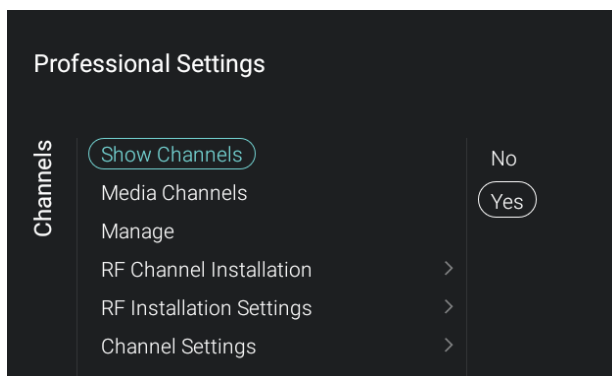 Professional Settings
Channels
Show Channels
Media Channels
Manage
RF Channel Installation
RF Installation Settings
Channel Settings
No
Yes